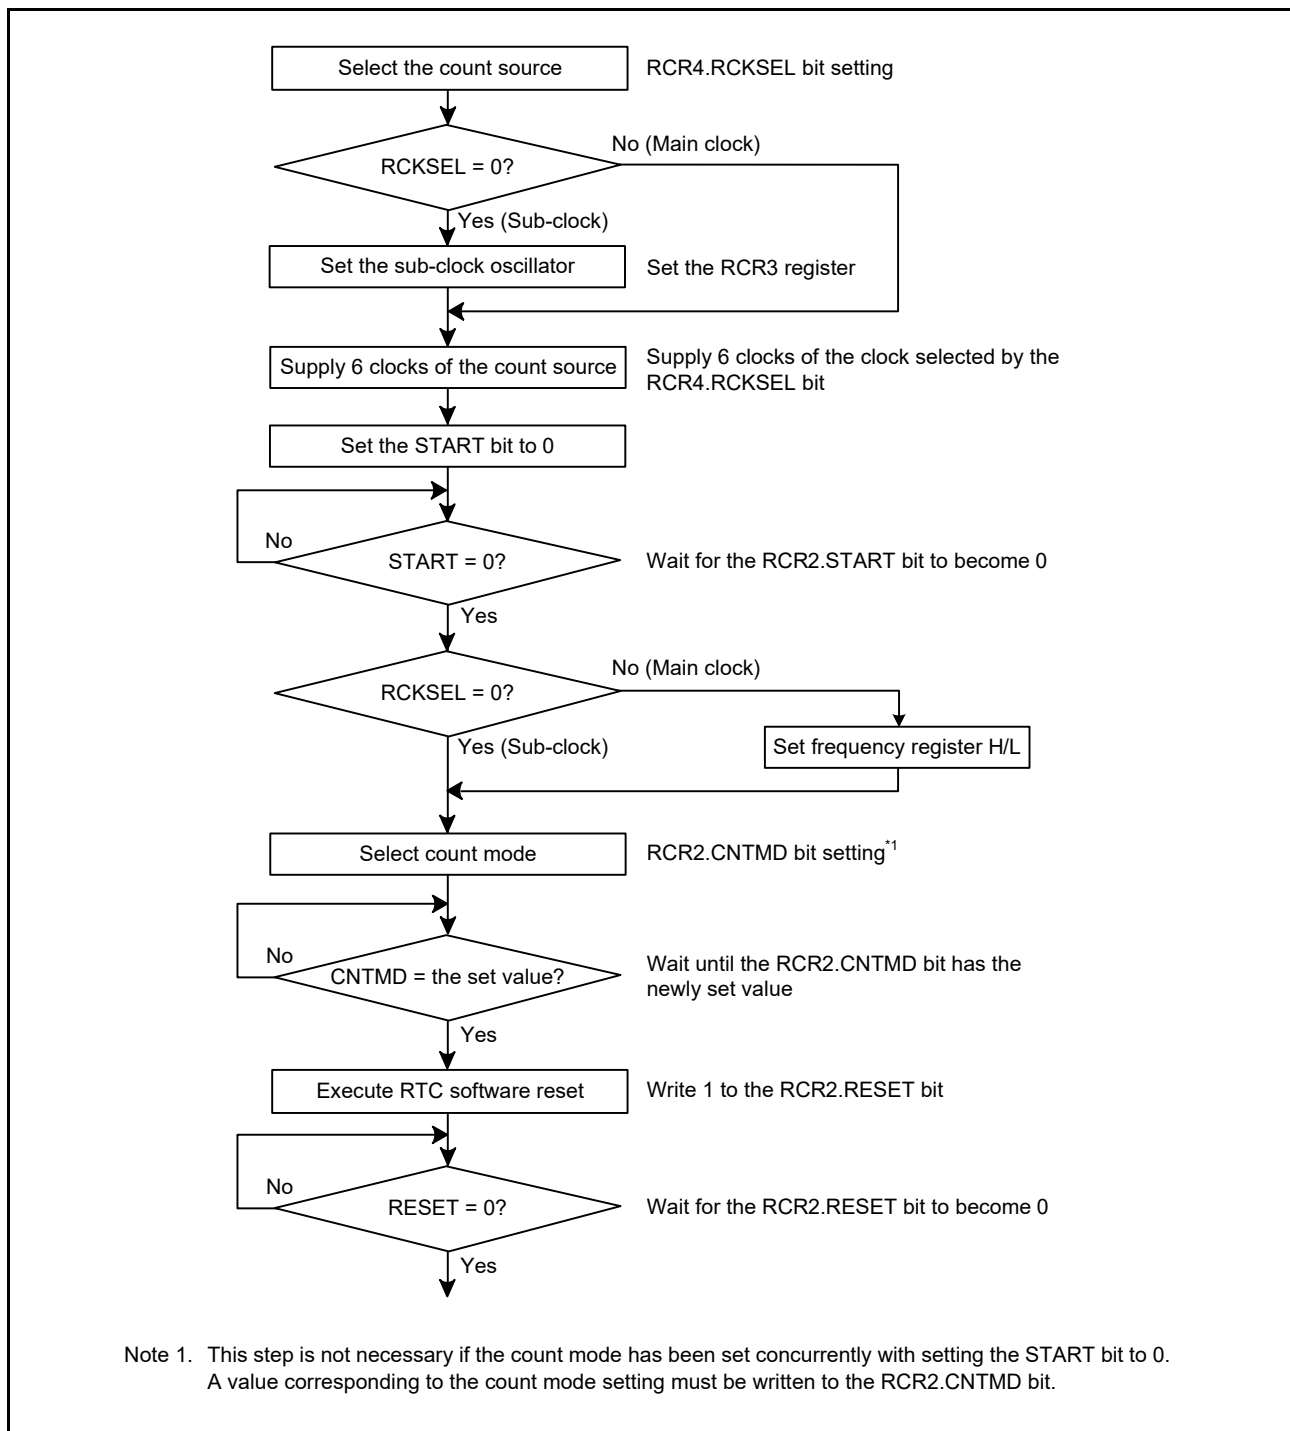 Select the count source
RCR4.RCKSEL bit setting
RCKSEL = 0?
No (Main clock)
Yes (Sub-clock)
Set the sub-clock oscillator
Set the RCR3 register
Supply 6 clocks of the count source
Supply 6 clocks of the clock selected by the
RCR4.RCKSEL bit
Set the START bit to 0
No
START = 0?
Wait for the RCR2.START bit to become 0
Yes
RCKSEL = 0?
No (Main clock)
Yes (Sub-clock)
Set frequency register H/L
Select count mode
RCR2.CNTMD bit setting*1
No
CNTMD = the set value?
Wait until the RCR2.CNTMD bit has the
newly set value
Yes
Execute RTC software reset
Write 1 to the RCR2.RESET bit
No
RESET = 0?
Wait for the RCR2.RESET bit to become 0
Yes
Note 1. This step is not necessary if the count mode has been set concurrently with setting the START bit to 0.
A value corresponding to the count mode setting must be written to the RCR2.CNTMD bit.